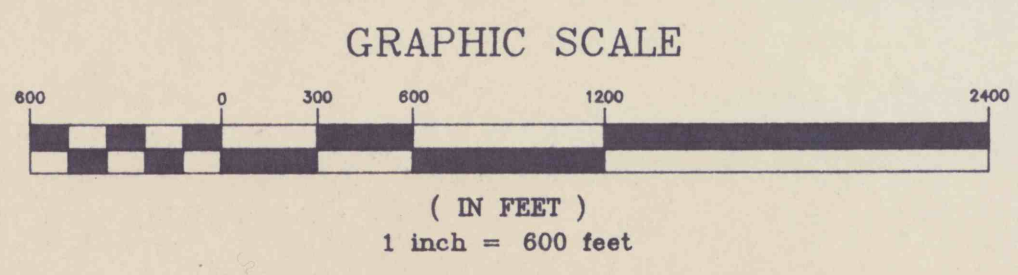 GRAPHIC SCALE
600 0 300 600 1200 2400
( IN FEET )
1 inch = 600 feet